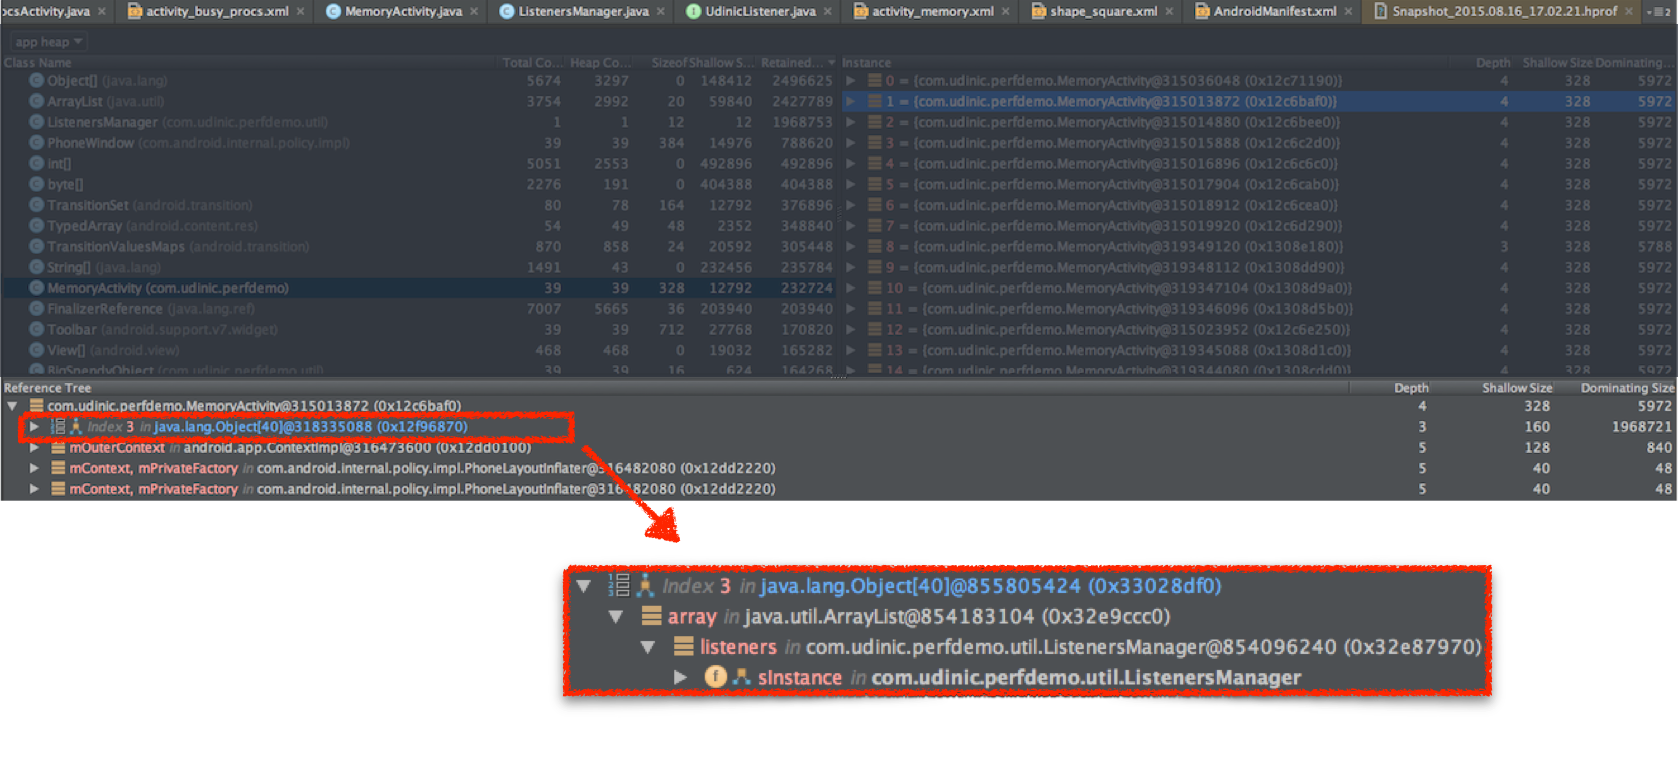 ocsActivity.java × activity_busy_procs.xml × MemoryActivity.java × ListenersManager.java × UdinicListener.java × activity_memory.xml × shape_square.xml × AndroidManifest.xml × Snapshot_2015.08.16_17.02.21.hprof ×
app heap
Class Name Total Co... Heap Co... Sizeof Shallow S... Retained... Instance Depth Shallow Size Dominating...
Object[] (java.lang) 5674 3297 0 148412 2496625 0 = {com.udinic.perfdemo.MemoryActivity@315036048 (0x12c71190)} 4 328 5972
ArrayList (java.util) 3754 2992 20 59840 2427789 1 = {com.udinic.perfdemo.MemoryActivity@315013872 (0x12c6baf0)} 4 328 5972
ListenersManager (com.udinic.perfdemo.util) 1 1 12 12 1968753 2 = {com.udinic.perfdemo.MemoryActivity@315014880 (0x12c6bee0)} 4 328 5972
PhoneWindow (com.android.internal.policy.impl) 39 39 384 14976 788620 3 = {com.udinic.perfdemo.MemoryActivity@315015888 (0x12c6c2d0)} 4 328 5972
int[] 5051 2553 0 492896 492896 4 = {com.udinic.perfdemo.MemoryActivity@315016896 (0x12c6c6c0)} 4 328 5972
byte[] 2276 191 0 404388 404388 5 = {com.udinic.perfdemo.MemoryActivity@315017904 (0x12c6cab0)} 4 328 5972
TransitionSet (android.transition) 80 78 164 12792 376896 6 = {com.udinic.perfdemo.MemoryActivity@315018912 (0x12c6cea0)} 4 328 5972
TypedArray (android.content.res) 54 49 48 2352 348840 7 = {com.udinic.perfdemo.MemoryActivity@315019920 (0x12c6d290)} 4 328 5972
TransitionValuesMaps (android.transition) 870 858 24 20592 305448 8 = {com.udinic.perfdemo.MemoryActivity@319349120 (0x1308e180)} 3 328 5788
String[] (java.lang) 1491 43 0 232456 235784 9 = {com.udinic.perfdemo.MemoryActivity@319348112 (0x1308dd90)} 4 328 5972
MemoryActivity (com.udinic.perfdemo) 39 39 328 12792 232724 10 = {com.udinic.perfdemo.MemoryActivity@319347104 (0x1308d9a0)} 4 328 5972
FinalizerReference (java.lang.ref) 7007 5665 36 203940 203940 11 = {com.udinic.perfdemo.MemoryActivity@319346096 (0x1308d5b0)} 4 328 5972
Toolbar (android.support.v7.widget) 39 39 712 27768 170820 12 = {com.udinic.perfdemo.MemoryActivity@315023952 (0x12c6e250)} 4 328 5972
View[] (android.view) 468 468 0 19032 165282 13 = {com.udinic.perfdemo.MemoryActivity@319345088 (0x1308d1c0)} 4 328 5972
BigSpendyObject (com.udinic.perfdemo.util) 39 39 16 624 164268 14 = {com.udinic.perfdemo.MemoryActivity@319344080 (0x1308cdd0)} 4 328 5972
Reference Tree Depth Shallow Size Dominating Size
com.udinic.perfdemo.MemoryActivity@315013872 (0x12c6baf0) 4 328 5972
Index 3 in java.lang.Object[40]@318335088 (0x12f96870) 3 160 1968721
mOuterContext in android.app.ContextImpl@316473600 (0x12dd0100) 5 128 840
mContext, mPrivateFactory in com.android.internal.policy.impl.PhoneLayoutInflater@316482080 (0x12dd2220) 5 40 48
mContext, mPrivateFactory in com.android.internal.policy.impl.PhoneLayoutInflater@316482080 (0x12dd2220) 5 40 48
Index 3 in java.lang.Object[40]@855805424 (0x33028df0)
array in java.util.ArrayList@854183104 (0x32e9ccc0)
listeners in com.udinic.perfdemo.util.ListenersManager@854096240 (0x32e87970)
f sInstance in com.udinic.perfdemo.util.ListenersManager